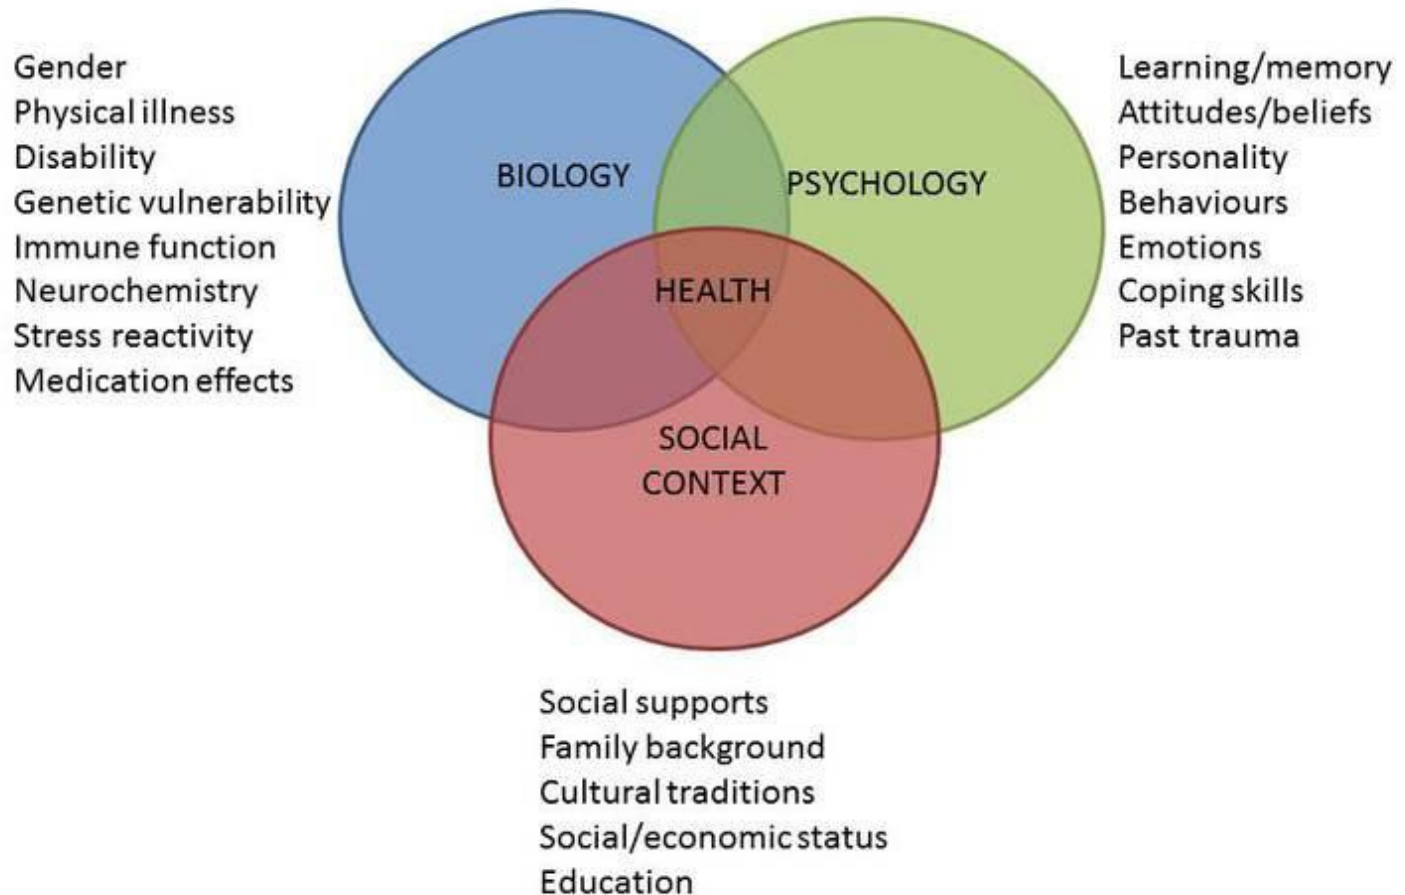 Gender
Physical illness
Disability
Genetic vulnerability
Immune function
Neurochemistry
Stress reactivity
Medication effects
BIOLOGY
PSYCHOLOGY
HEALTH
SOCIAL
CONTEXT
Learning/memory
Attitudes/beliefs
Personality
Behaviours
Emotions
Coping skills
Past trauma
Social supports
Family background
Cultural traditions
Social/economic status
Education